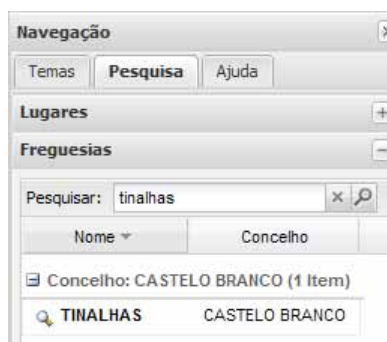 Navegação
Temas Pesquisa Ajuda
Lugares
Freguesias
Pesquisar: tinalhas
Nome Concelho
Concelho: CASTELO BRANCO (1 Item)
TINALHAS CASTELO BRANCO